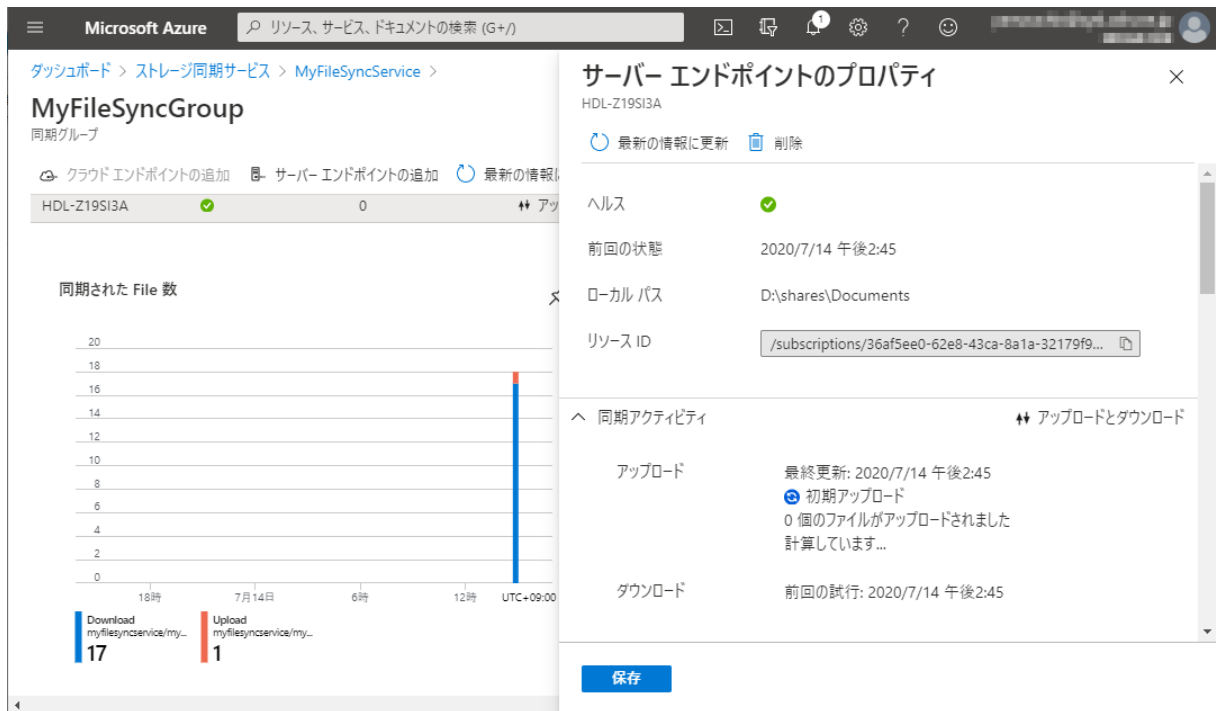 Microsoft Azure
リソース、サービス、ドキュメントの検索 (G+/)
1
ダッシュボード > ストレージ同期サービス > MyFileSyncService >
MyFileSyncGroup
同期グループ
クラウド エンドポイントの追加 サーバー エンドポイントの追加 最新の情報に
HDL-Z19SI3A 0 アッ
同期された File 数
20
18
16
14
12
10
8
6
4
2
0
18時 7月14日 6時 12時 UTC+09:00
Download
myfilesyncservice/my...
17
Upload
myfilesyncservice/my...
1
サーバー エンドポイントのプロパティ
HDL-Z19SI3A
最新の情報に更新 削除
ヘルス
前回の状態 2020/7/14 午後2:45
ローカル パス D:\shares\Documents
リソース ID /subscriptions/36af5ee0-62e8-43ca-8a1a-32179f9...
同期アクティビティ アップロードとダウンロード
アップロード 最終更新: 2020/7/14 午後2:45
初期アップロード
0 個のファイルがアップロードされました
計算しています...
ダウンロード 前回の試行: 2020/7/14 午後2:45
保存